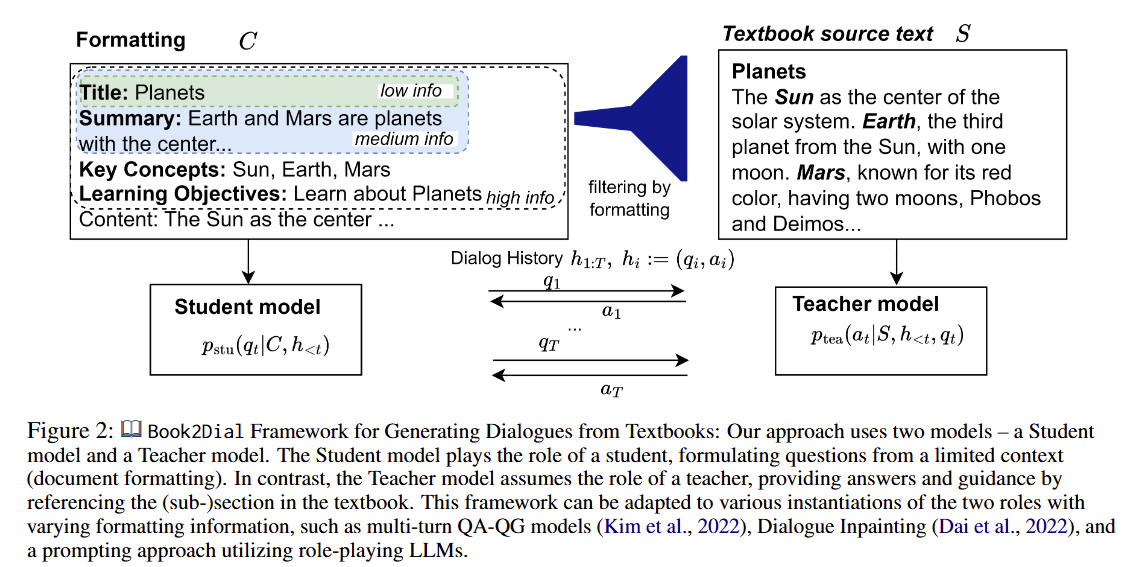 Formatting C
Title: Planets
low info
Summary: Earth and Mars are planets
with the center...
medium info
Key Concepts: Sun, Earth, Mars
Learning Objectives: Learn about Planets
high info
Content: The Sun as the center ...
filtering by
formatting
Textbook source text S
Planets
The Sun as the center of the
solar system. Earth, the third
planet from the Sun, with one
moon. Mars, known for its red
color, having two moons, Phobos
and Deimos...
Dialog History h_{1:T}, h_i := (q_i, a_i)
Student model
p_{stu}(q_t|C, h_{<t})
q_1
a_1
...
q_T
a_T
Teacher model
p_{tea}(a_t|S, h_{<t}, q_t)
Figure 2: Book2Dial Framework for Generating Dialogues from Textbooks: Our approach uses two models – a Student
model and a Teacher model. The Student model plays the role of a student, formulating questions from a limited context
(document formatting). In contrast, the Teacher model assumes the role of a teacher, providing answers and guidance by
referencing the (sub-)section in the textbook. This framework can be adapted to various instantiations of the two roles with
varying formatting information, such as multi-turn QA-QG models (Kim et al., 2022), Dialogue Inpainting (Dai et al., 2022), and
a prompting approach utilizing role-playing LLMs.